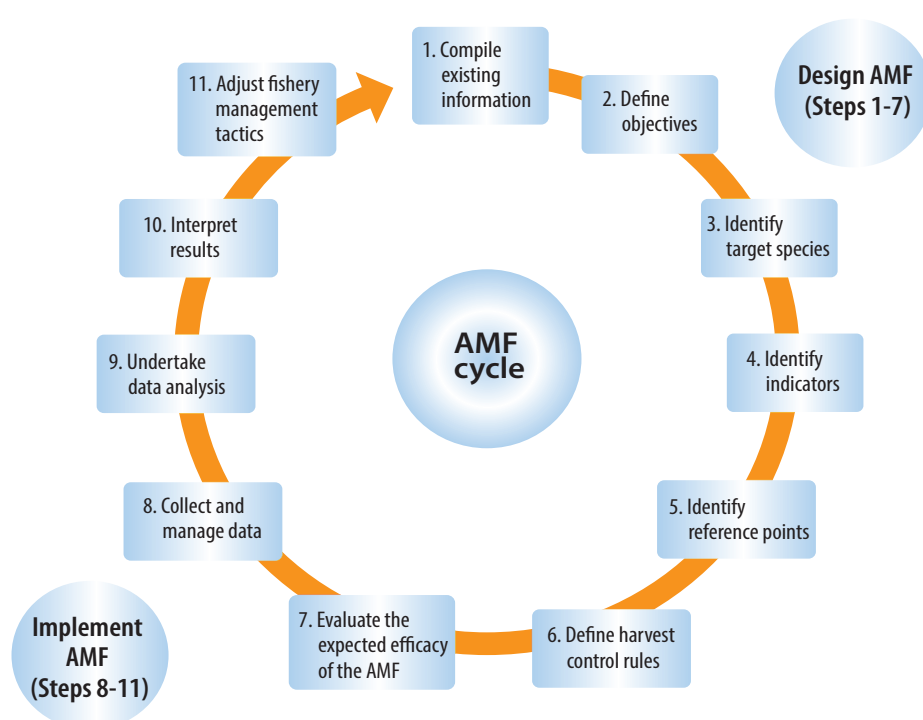 1. Compile
existing
information
2. Define
objectives
Design AMF
(Steps 1-7)
3. Identify
target species
4. Identify
indicators
5. Identify
reference points
6. Define harvest
control rules
7. Evaluate the
expected efficacy
of the AMF
8. Collect and
manage data
Implement
AMF
(Steps 8-11)
9. Undertake
data analysis
10. Interpret
results
11. Adjust fishery
management
tactics
AMF
cycle